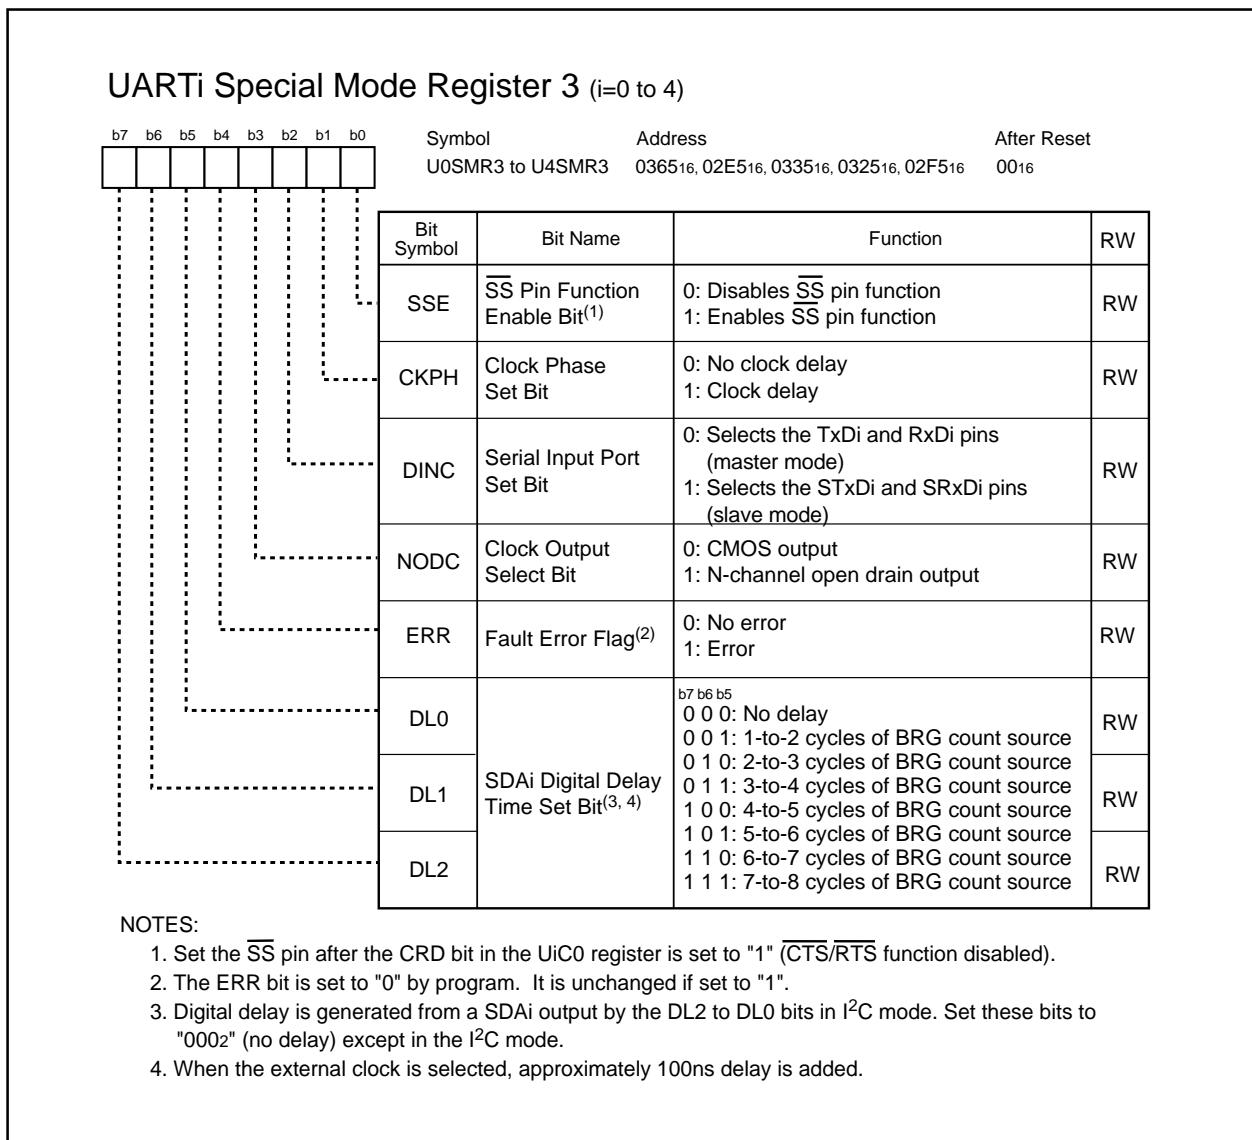 UARTi Special Mode Register 3 (i=0 to 4)
b7 b6 b5 b4 b3 b2 b1 b0
Symbol Address After Reset
U0SMR3 to U4SMR3 036516, 02E516, 033516, 032516, 02F516 0016
Bit Symbol Bit Name Function RW
SSE
S̅S̅ Pin Function
Enable Bit(1)
0: Disables S̅S̅ pin function
1: Enables S̅S̅ pin function
RW
CKPH
Clock Phase
Set Bit
0: No clock delay
1: Clock delay
RW
DINC
Serial Input Port
Set Bit
0: Selects the TxDi and RxDi pins
(master mode)
1: Selects the STxDi and SRxDi pins
(slave mode)
RW
NODC
Clock Output
Select Bit
0: CMOS output
1: N-channel open drain output
RW
ERR
Fault Error Flag(2)
0: No error
1: Error
RW
DL0
DL1
DL2
SDAi Digital Delay
Time Set Bit(3, 4)
b7 b6 b5
0 0 0: No delay
0 0 1: 1-to-2 cycles of BRG count source
0 1 0: 2-to-3 cycles of BRG count source
0 1 1: 3-to-4 cycles of BRG count source
1 0 0: 4-to-5 cycles of BRG count source
1 0 1: 5-to-6 cycles of BRG count source
1 1 0: 6-to-7 cycles of BRG count source
1 1 1: 7-to-8 cycles of BRG count source
RW
RW
RW
NOTES:
1. Set the S̅S̅ pin after the CRD bit in the UiC0 register is set to "1" (C̅T̅S̅/R̅T̅S̅ function disabled).
2. The ERR bit is set to "0" by program. It is unchanged if set to "1".
3. Digital delay is generated from a SDAi output by the DL2 to DL0 bits in I2C mode. Set these bits to
"0002" (no delay) except in the I2C mode.
4. When the external clock is selected, approximately 100ns delay is added.